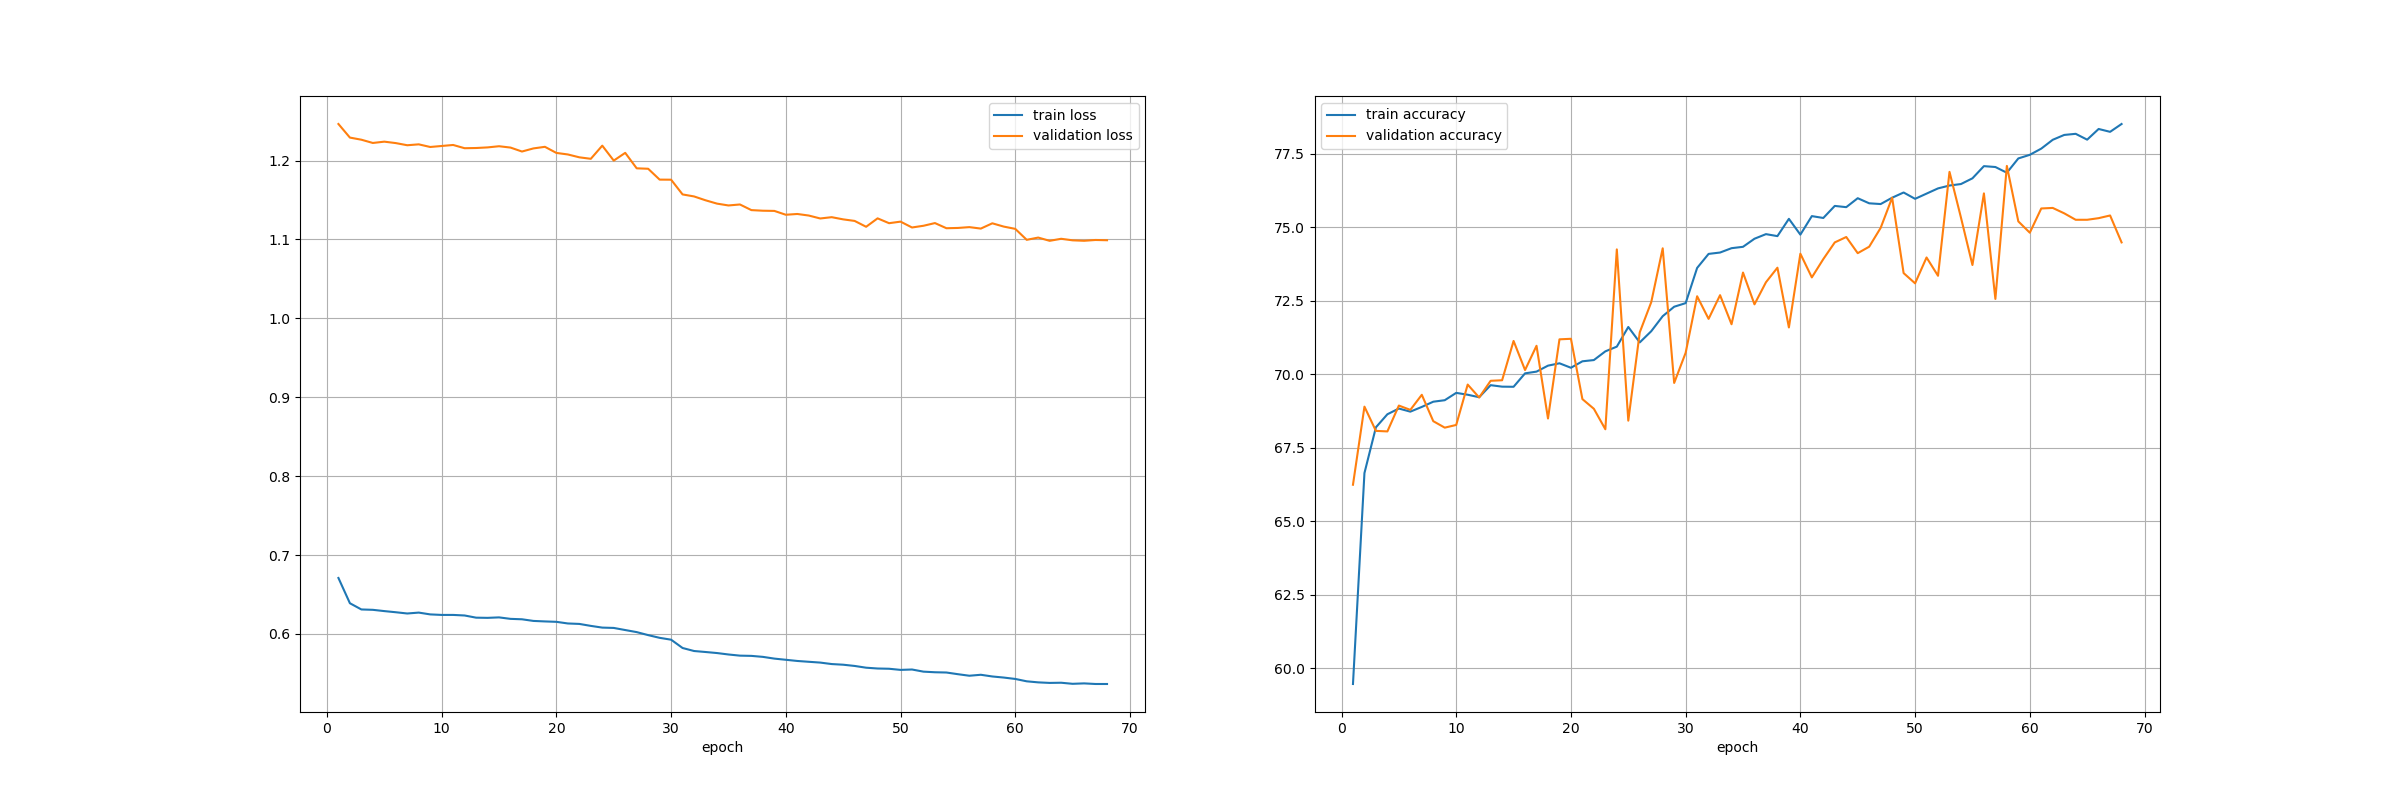 train loss
validation loss
1.2
1.1
1.0
0.9
0.8
0.7
0.6
0 10 20 30 40 50 60 70
epoch
train accuracy
validation accuracy
77.5
75.0
72.5
70.0
67.5
65.0
62.5
60.0
0 10 20 30 40 50 60 70
epoch